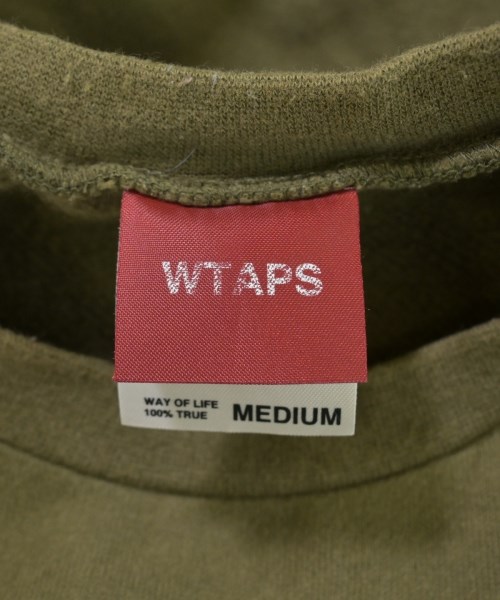 WTAPS
WAY OF LIFE
100% TRUE
MEDIUM